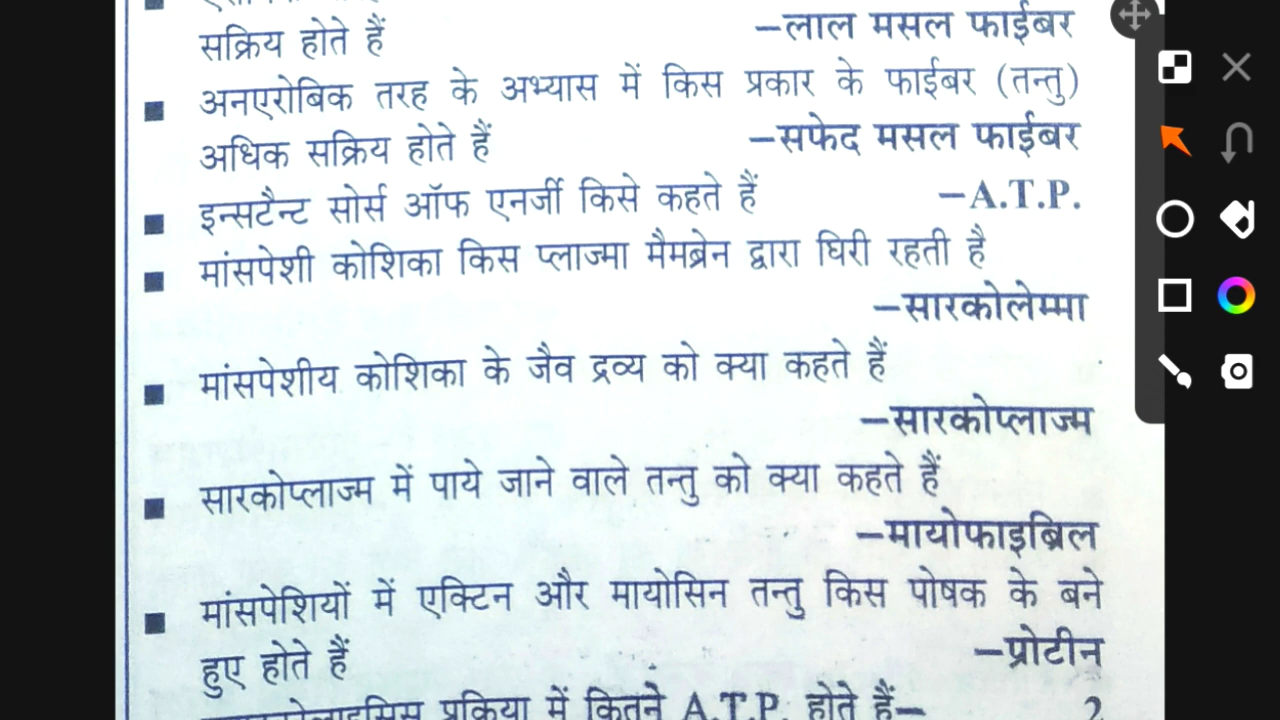 सक्रिय होते हैं –लाल मसल फाईबर
अनएरोबिक तरह के अभ्यास में किस प्रकार के फाईबर (तन्तु)
अधिक सक्रिय होते हैं –सफेद मसल फाईबर
इन्सटैन्ट सोर्स ऑफ एनर्जी किसे कहते हैं –A.T.P.
मांसपेशी कोशिका किस प्लाज्मा मैमब्रेन द्वारा घिरी रहती है
–सारकोलेम्मा
मांसपेशीय कोशिका के जैव द्रव्य को क्या कहते हैं
–सारकोप्लाज्म
सारकोप्लाज्म में पाये जाने वाले तन्तु को क्या कहते हैं
–मायोफाइब्रिल
मांसपेशियों में एक्टिन और मायोसिन तन्तु किस पोषक के बने
हुए होते हैं –प्रोटीन
प्रक्रिया में कितने A.T.P. होते हैं– 2